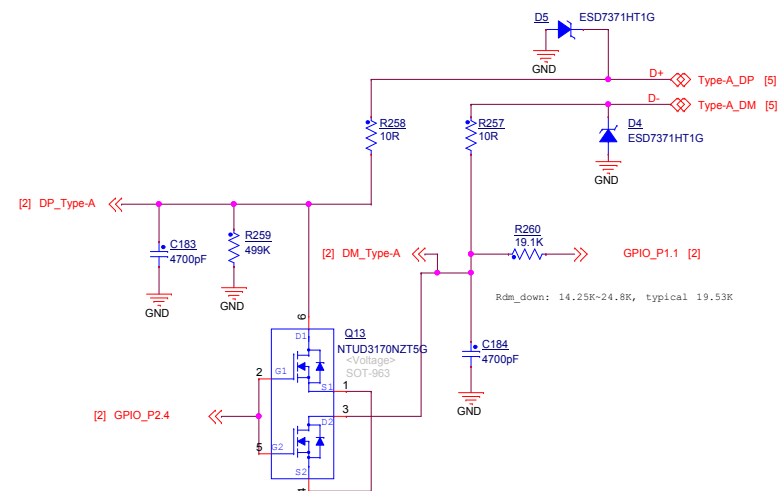 D5 ESD7371HT1G
GND
D+ Type-A_DP [5]
D- Type-A_DM [5]
R258
10R
R257
10R
D4
ESD7371HT1G
GND
[2] DP_Type-A
C183
4700pF
R259
499K
[2] DM_Type-A
R260
19.1K
GPIO_P1.1 [2]
Rdm_down: 14.25K~24.8K, typical 19.53K
GND
GND
6
D1
Q13
NTUD3170NZT5G
<Voltage>
SOT-963
C184
4700pF
2
G1
S1
1
GND
[2] GPIO_P2.4
D2
3
5
G2
S2
4